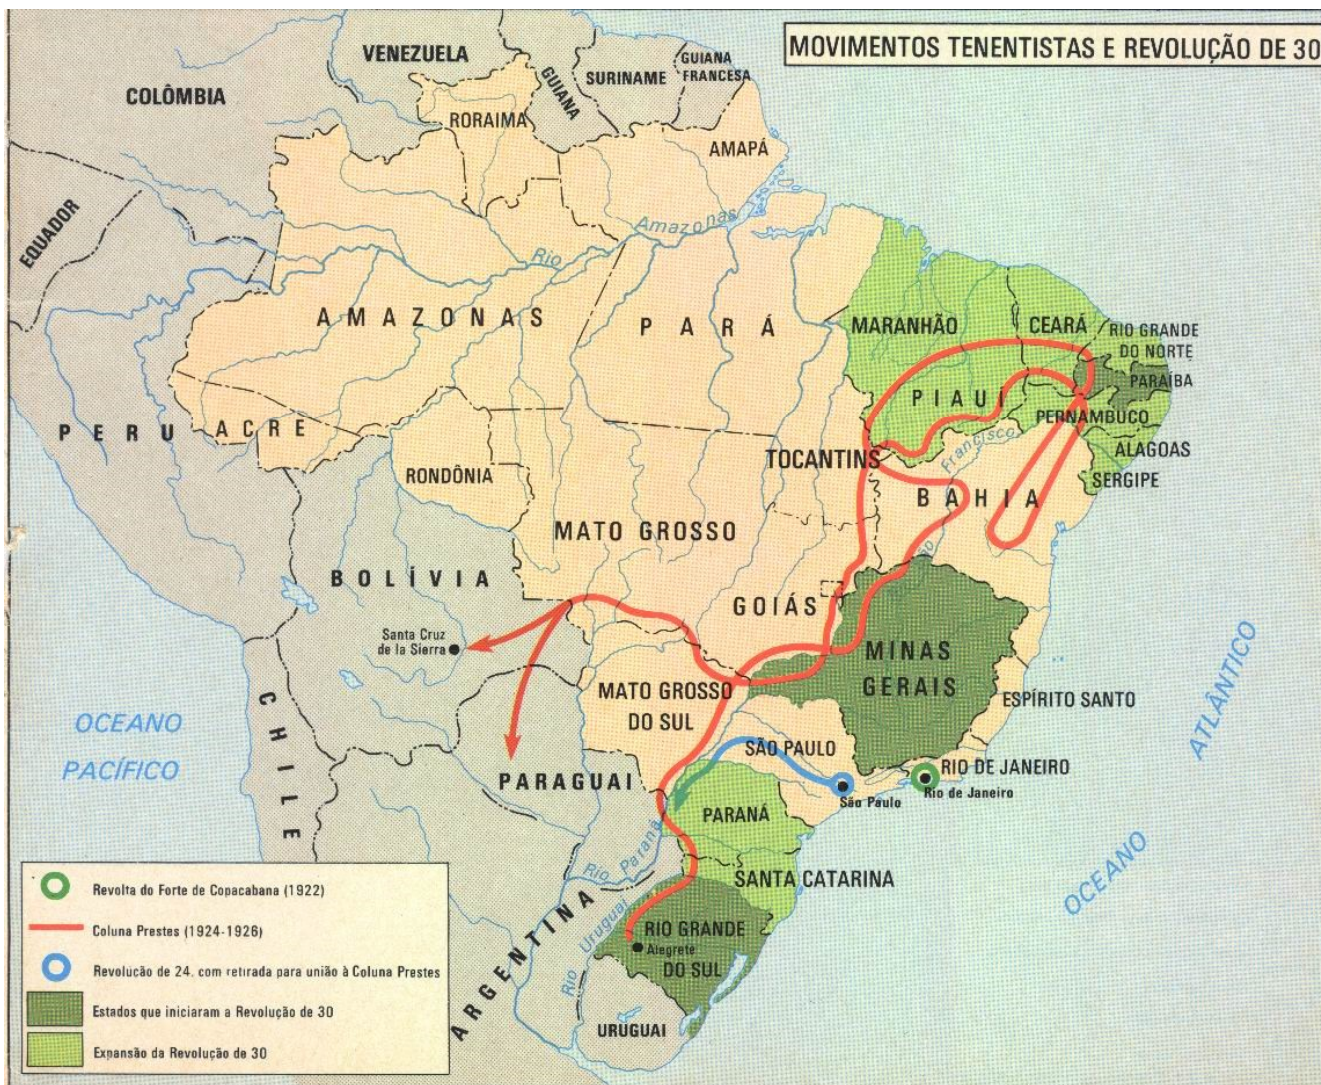 MOVIMENTOS TENENTISTAS E REVOLUÇÃO DE 30
VENEZUELA
COLÔMBIA
GUIANA
SURINAME
GUIANA
FRANCESA
RORAIMA
AMAPÁ
EQUADOR
Rio
Amazonas
AMAZONAS
PARÁ
MARANHÃO
CEARÁ
RIO GRANDE
DO NORTE
PARAÍBA
PIAUÍ
PERNAMBUCO
PERU
ACRE
RONDÔNIA
TOCANTINS
Francisco
São
ALAGOAS
SERGIPE
BAHIA
MATO GROSSO
BOLÍVIA
GOIÁS
Santa Cruz
de la Sierra
MINAS
GERAIS
MATO GROSSO
DO SUL
ESPÍRITO SANTO
OCEANO
PACÍFICO
CHILE
OCEANO
ATLÂNTICO
SÃO PAULO
RIO DE JANEIRO
São Paulo
Rio de Janeiro
PARAGUAI
PARANÁ
Rio Paraná
SANTA CATARINA
ARGENTINA
Rio Uruguai
RIO GRANDE
DO SUL
Alegrete
URUGUAI
Revolta do Forte de Copacabana (1922)
Coluna Prestes (1924-1926)
Revolução de 24. com retirada para união à Coluna Prestes
Estados que iniciaram a Revolução de 30
Expansão da Revolução de 30